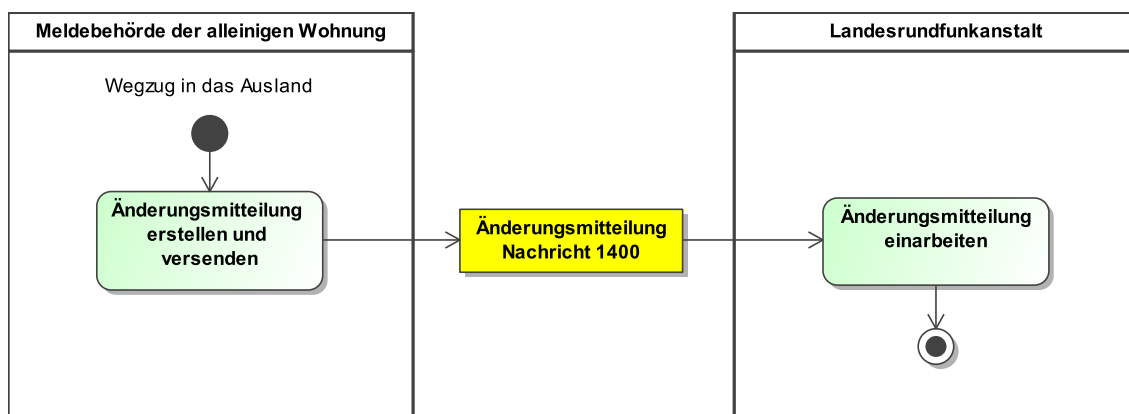 Meldebehörde der alleinigen Wohnung
Landesrundfunkanstalt
Wegzug in das Ausland
Änderungsmitteilung
erstellen und
versenden
Änderungsmitteilung
Nachricht 1400
Änderungsmitteilung
einarbeiten